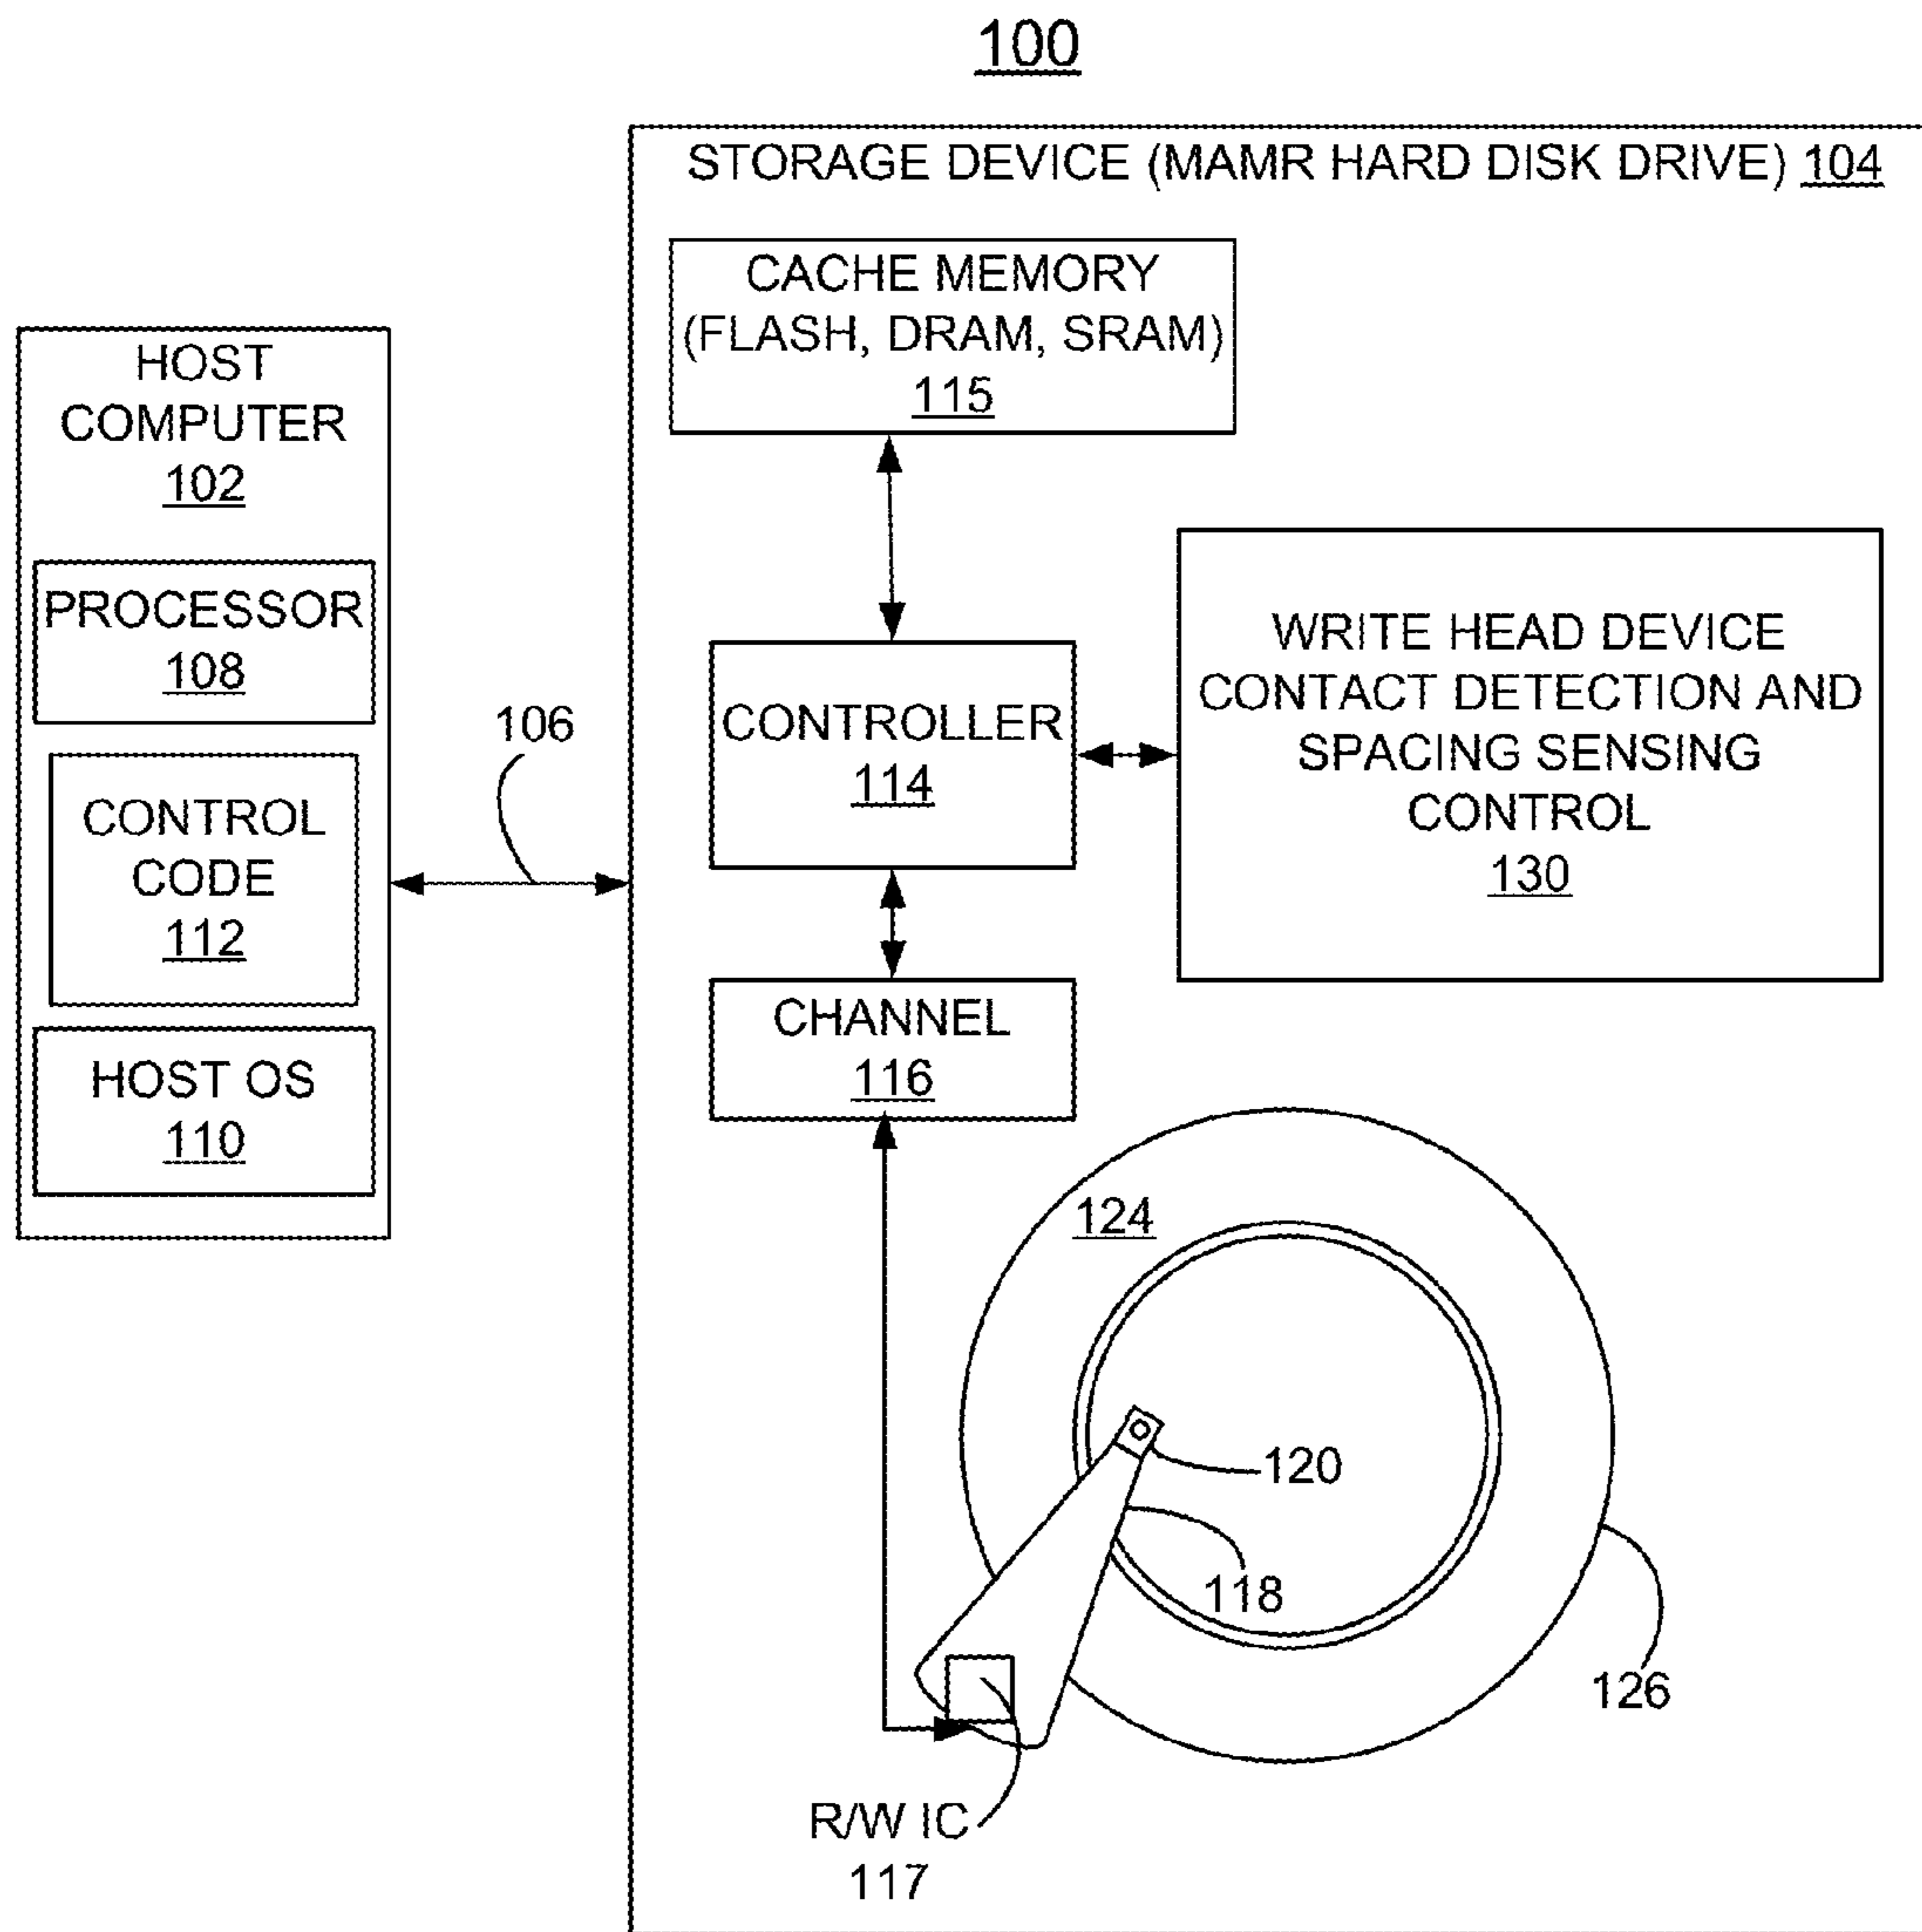 100
STORAGE DEVICE (MAMR HARD DISK DRIVE) 104
CACHE MEMORY
(FLASH, DRAM, SRAM)
115
HOST
COMPUTER
102
PROCESSOR
108
CONTROL
CODE
112
HOST OS
110
106
CONTROLLER
114
WRITE HEAD DEVICE
CONTACT DETECTION AND
SPACING SENSING
CONTROL
130
CHANNEL
116
124
120
118
126
R/W IC
117